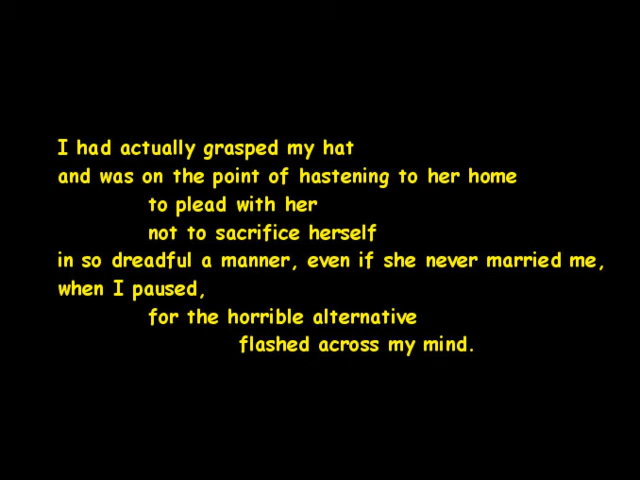 I had actually grasped my hat
and was on the point of hastening to her home
to plead with her
not to sacrifice herself
in so dreadful a manner, even if she never married me,
when I paused,
for the horrible alternative
flashed across my mind.